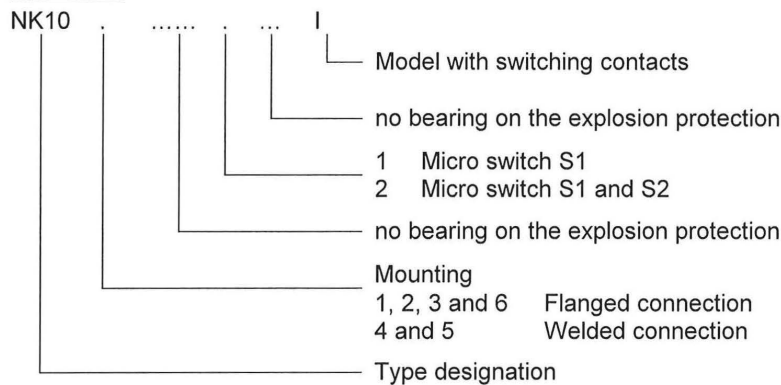 NK10 . ...... . ... I
Model with switching contacts
no bearing on the explosion protection
1 Micro switch S1
2 Micro switch S1 and S2
no bearing on the explosion protection
Mounting
1, 2, 3 and 6 Flanged connection
4 and 5 Welded connection
Type designation